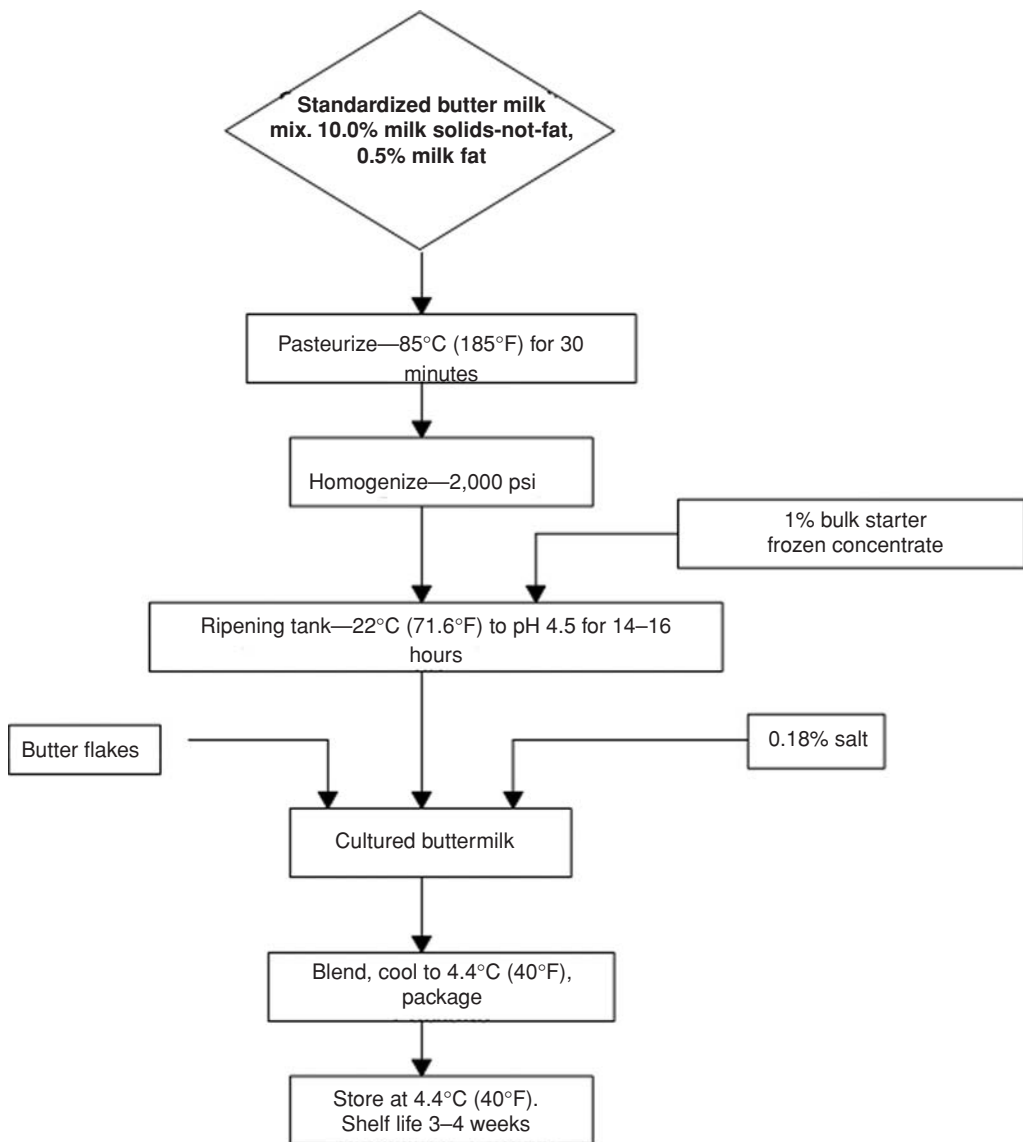 Standardized butter milk
mix. 10.0% milk solids-not-fat,
0.5% milk fat
Pasteurize—85°C (185°F) for 30
minutes
Homogenize—2,000 psi
1% bulk starter
frozen concentrate
Ripening tank—22°C (71.6°F) to pH 4.5 for 14–16
hours
Butter flakes
0.18% salt
Cultured buttermilk
Blend, cool to 4.4°C (40°F),
package
Store at 4.4°C (40°F).
Shelf life 3–4 weeks